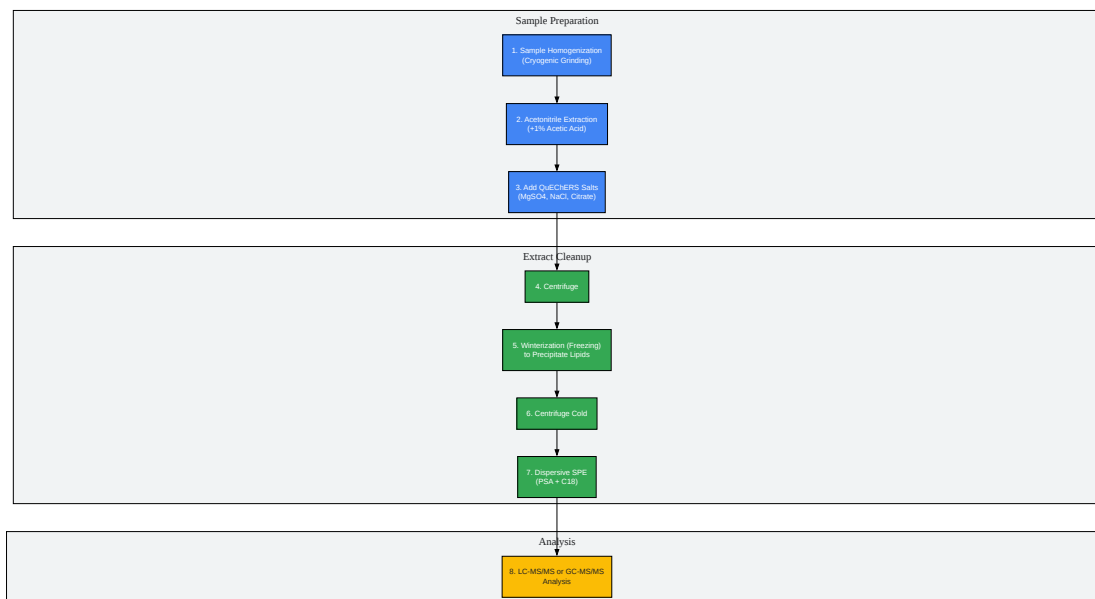 Sample Preparation
1. Sample Homogenization
(Cryogenic Grinding)
2. Acetonitrile Extraction
(+1% Acetic Acid)
3. Add QuEChERS Salts
(MgSO4, NaCl, Citrate)
Extract Cleanup
4. Centrifuge
5. Winterization (Freezing)
to Precipitate Lipids
6. Centrifuge Cold
7. Dispersive SPE
(PSA + C18)
Analysis
8. LC-MS/MS or GC-MS/MS
Analysis